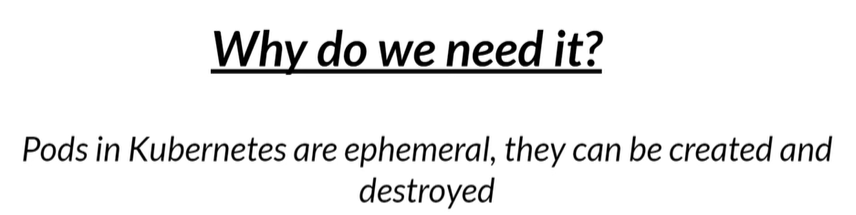 Why do we need it?
Pods in Kubernetes are ephemeral, they can be created and
destroyed